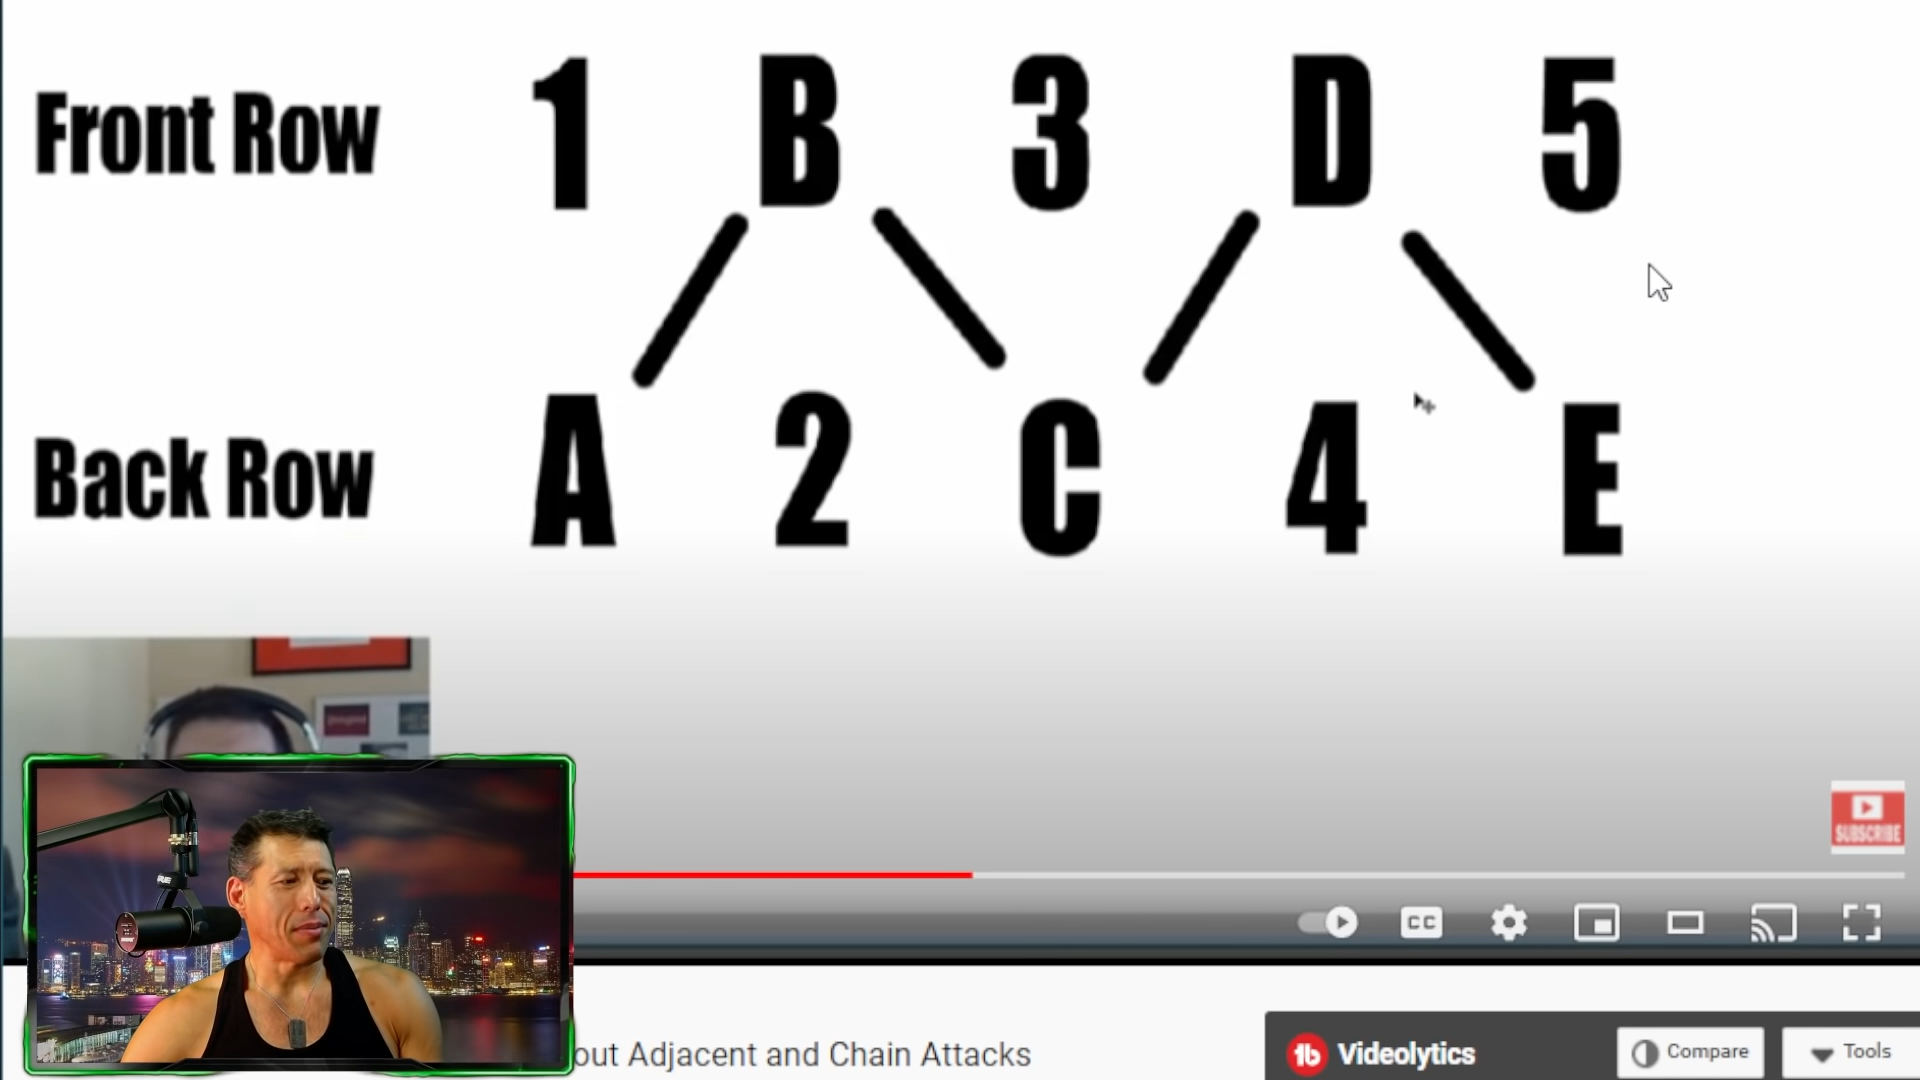 Front Row 1 B 3 D 5
Back Row A 2 C 4 E
SUBSCRIBE
CC
out Adjacent and Chain Attacks
tb Videolytics
Compare
Tools